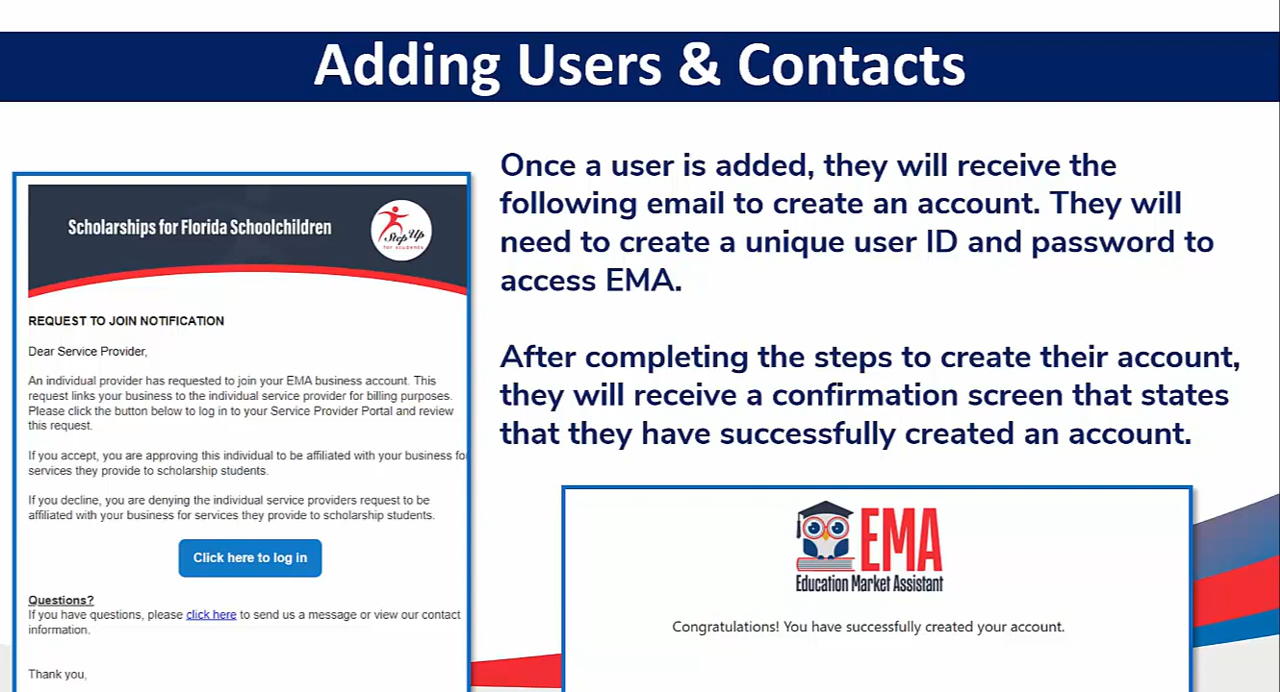 Adding Users & Contacts
Once a user is added, they will receive the
following email to create an account. They will
need to create a unique user ID and password to
access EMA.
After completing the steps to create their account,
they will receive a confirmation screen that states
that they have successfully created an account.
Scholarships for Florida Schoolchildren
Step Up
for students
REQUEST TO JOIN NOTIFICATION
Dear Service Provider,
An individual provider has requested to join your EMA business account. This
request links your business to the individual service provider for billing purposes.
Please click the button below to log in to your Service Provider Portal and review
this request.
If you accept, you are approving this individual to be affiliated with your business fo
services they provide to scholarship students.
If you decline, you are denying the individual service providers request to be
affiliated with your business for services they provide to scholarship students.
Click here to log in
Questions?
If you have questions, please click here to send us a message or view our contact
information.
Thank you,
EMA
Education Market Assistant
Congratulations! You have successfully created your account.